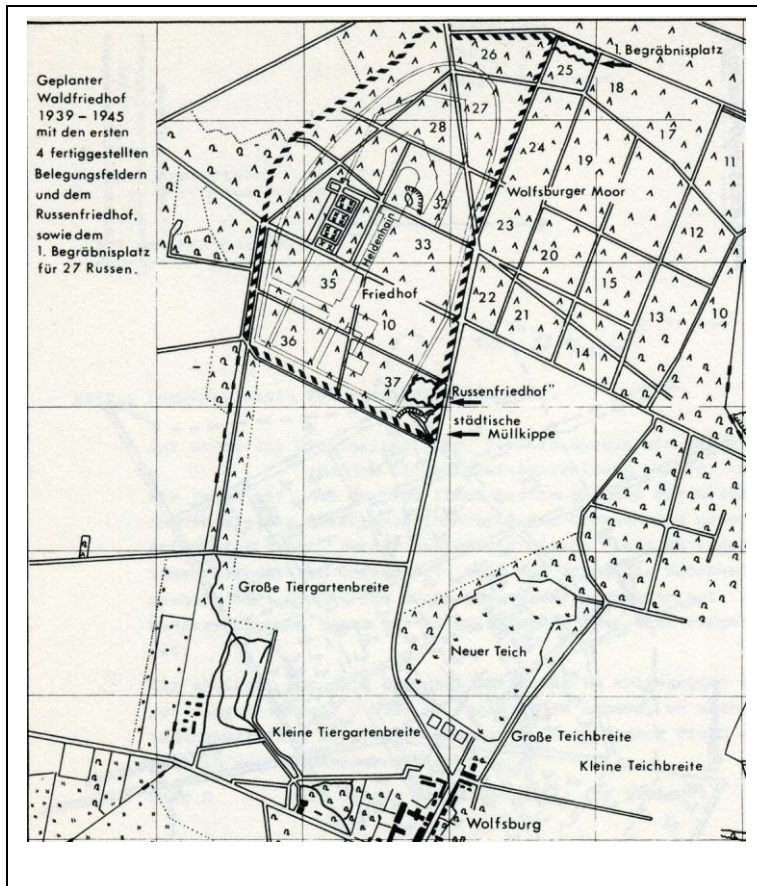 Geplanter
Waldfriedhof
1939 – 1945
mit den ersten
4 fertiggestellten
Belegungsfeldern
und dem
Russenfriedhof,
sowie dem
1. Begräbnisplatz
für 27 Russen.
1. Begräbnisplatz
26
25
18
27
28
17
11
24
19
Wolfsburger Moor
32
12
23
33
Heldenhain
20
35
15
10
Friedhof
22
21
13
10
36
14
37
Russenfriedhof"
städtische
Müllkippe
Große Tiergartenbreite
Neuer Teich
Kleine Tiergartenbreite
Große Teichbreite
Kleine Teichbreite
Wolfsburg